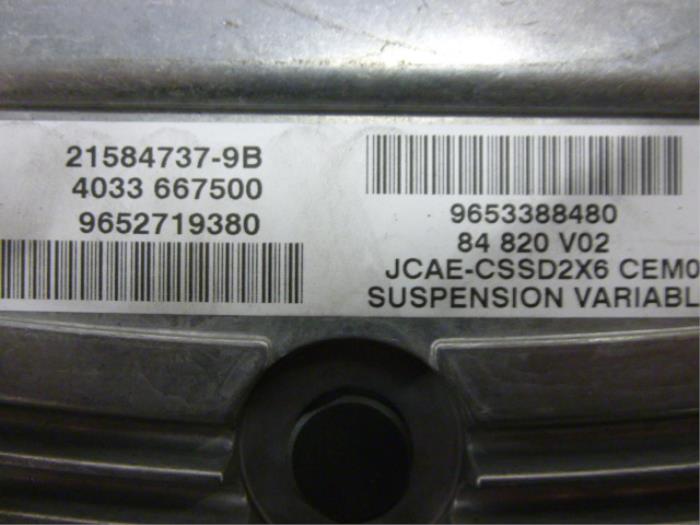 21584737-9B
4033 667500
9652719380
9653388480
84 820 V02
JCAE-CSSD2X6 CEM0
SUSPENSION VARIABL